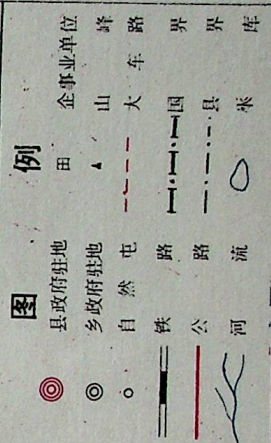 图 例
县政府驻地 企事业单位
乡政府驻地 山峰
自然屯 大车路
铁路 国界
公路 县界
河流 水库